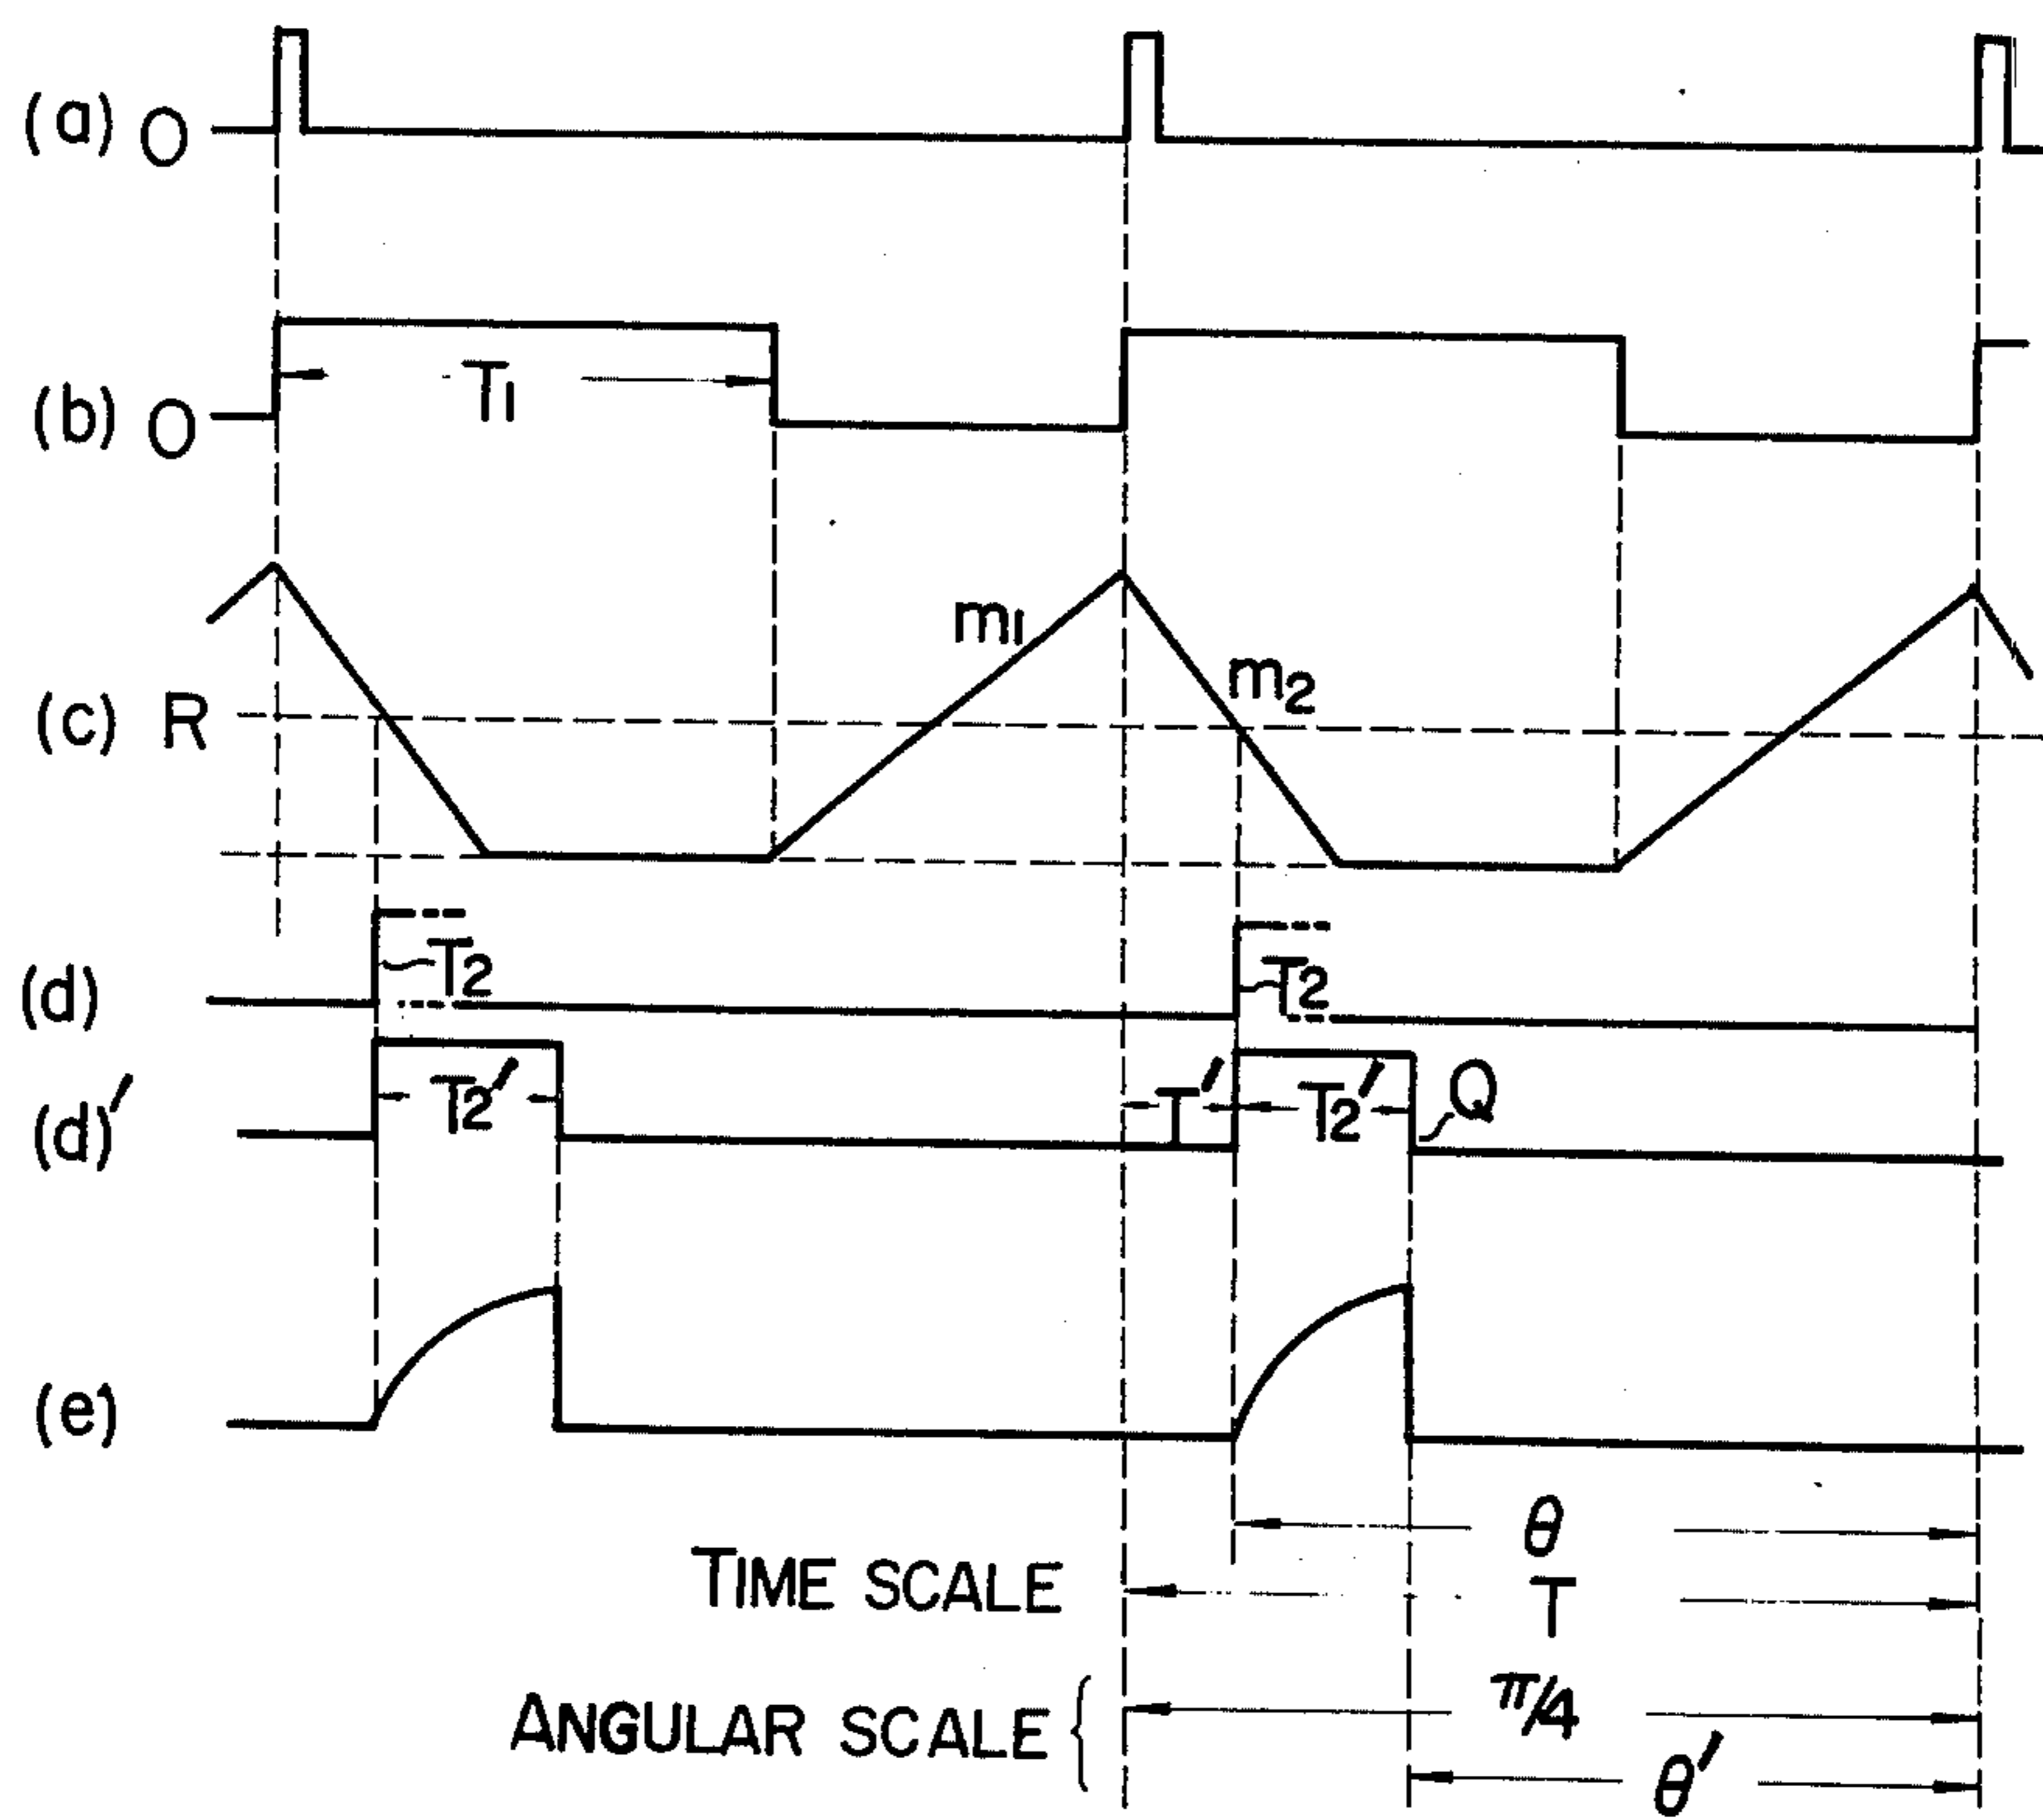 (a) O
(b) O
T1
m1
m2
(c) R
(d)
T2
T2
(d)'
T2'
T'
T2'
Q
(e)
θ
TIME SCALE
T
ANGULAR SCALE {
π/4
θ'